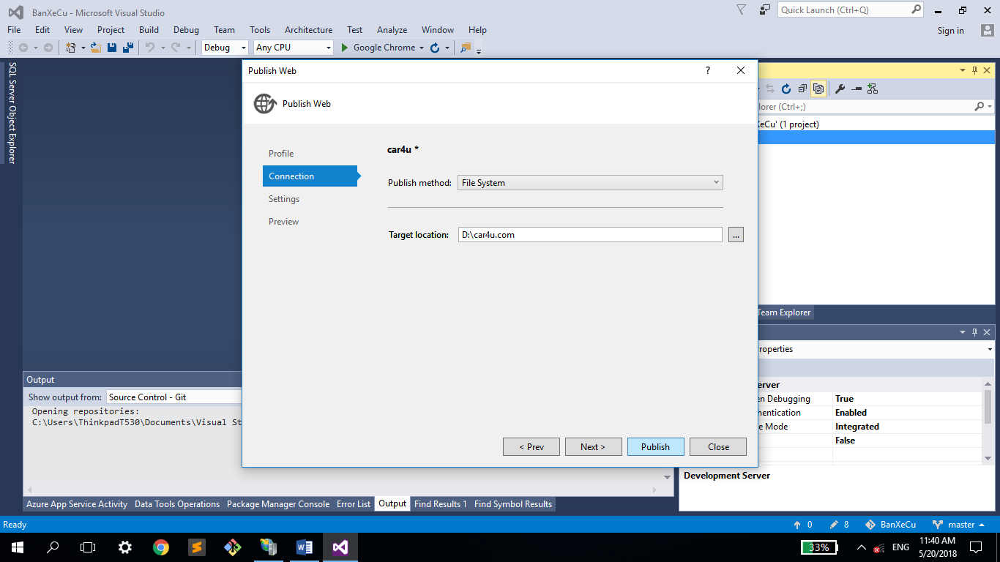 BanXeCu - Microsoft Visual Studio
Quick Launch (Ctrl+Q)
File Edit View Project Build Debug Team Tools Architecture Test Analyze Window Help
Sign in
Debug Any CPU Google Chrome
SQL Server Object Explorer
Publish Web
?
Publish Web
Profile
Connection
Settings
Preview
car4u *
Publish method: File System
Target location: D:\car4u.com
...
< Prev Next > Publish Close
lorer (Ctrl+;)
XeCu' (1 project)
Team Explorer
roperties
erver
en Debugging True
hentication Enabled
e Mode Integrated
False
Development Server
Output
Show output from: Source Control - Git
Opening repositories:
C:\Users\ThinkpadT530\Documents\Visual St
Azure App Service Activity Data Tools Operations Package Manager Console Error List Output Find Results 1 Find Symbol Results
Ready
0 8 BanXeCu master
33%
ENG
11:40 AM
5/20/2018